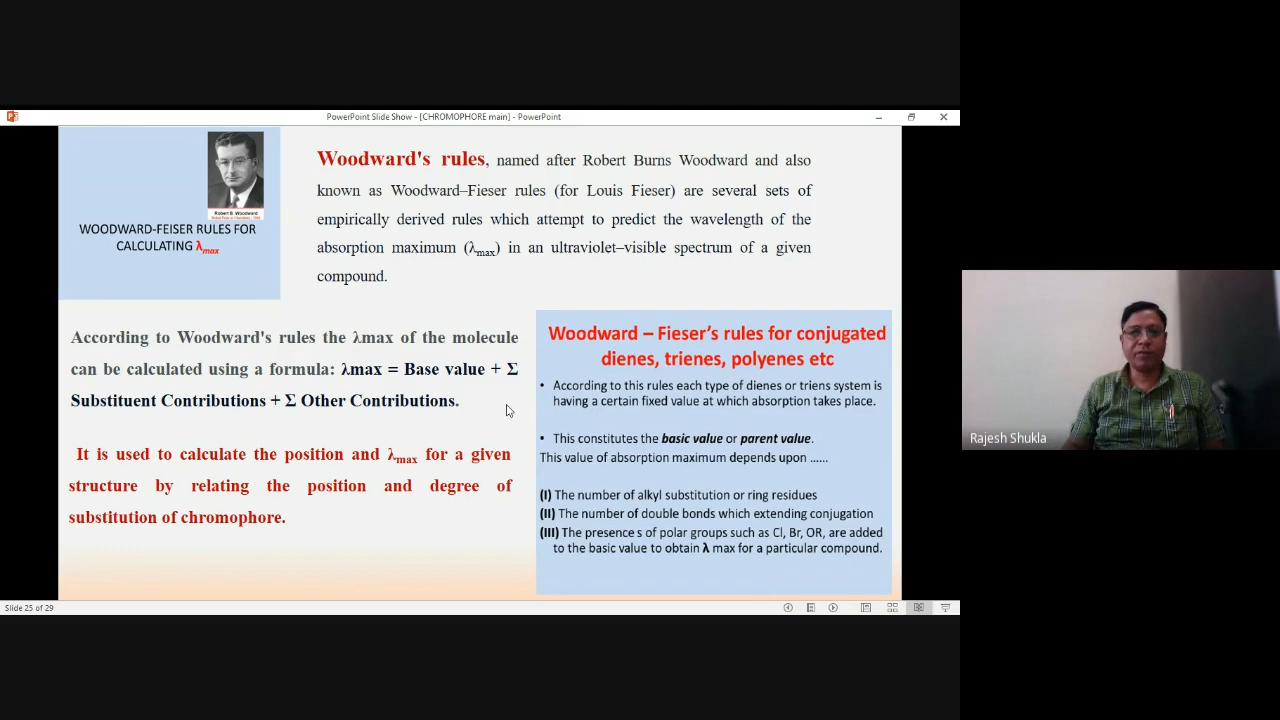 PowerPoint Slide Show - [CHROMOPHORE main] - PowerPoint
Robert B. Woodward
WOODWARD-FEISER RULES FOR
CALCULATING λmax
Woodward's rules, named after Robert Burns Woodward and also
known as Woodward–Fieser rules (for Louis Fieser) are several sets of
empirically derived rules which attempt to predict the wavelength of the
absorption maximum (λmax) in an ultraviolet–visible spectrum of a given
compound.
According to Woodward's rules the λmax of the molecule
can be calculated using a formula: λmax = Base value + Σ
Substituent Contributions + Σ Other Contributions.
It is used to calculate the position and λmax for a given
structure by relating the position and degree of
substitution of chromophore.
Woodward – Fieser's rules for conjugated
dienes, trienes, polyenes etc
• According to this rules each type of dienes or triens system is
having a certain fixed value at which absorption takes place.
• This constitutes the basic value or parent value.
This value of absorption maximum depends upon ......
(I) The number of alkyl substitution or ring residues
(II) The number of double bonds which extending conjugation
(III) The presence s of polar groups such as Cl, Br, OR, are added
to the basic value to obtain λ max for a particular compound.
Slide 25 of 29
Rajesh Shukla